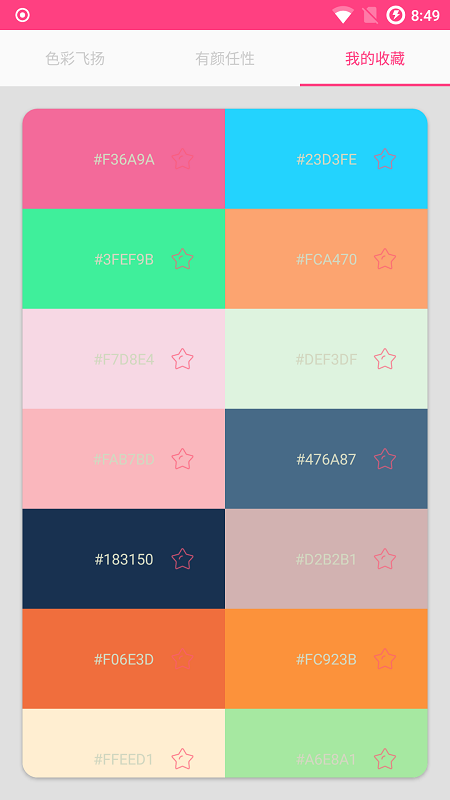 8:49
色彩飞扬 有颜任性 我的收藏
#F36A9A #23D3FE
#3FEF9B #FCA470
#F7D8E4 #DEF3DF
#FAB7BD #476A87
#183150 #D2B2B1
#F06E3D #FC923B
#FFEED1 #A6E8A1